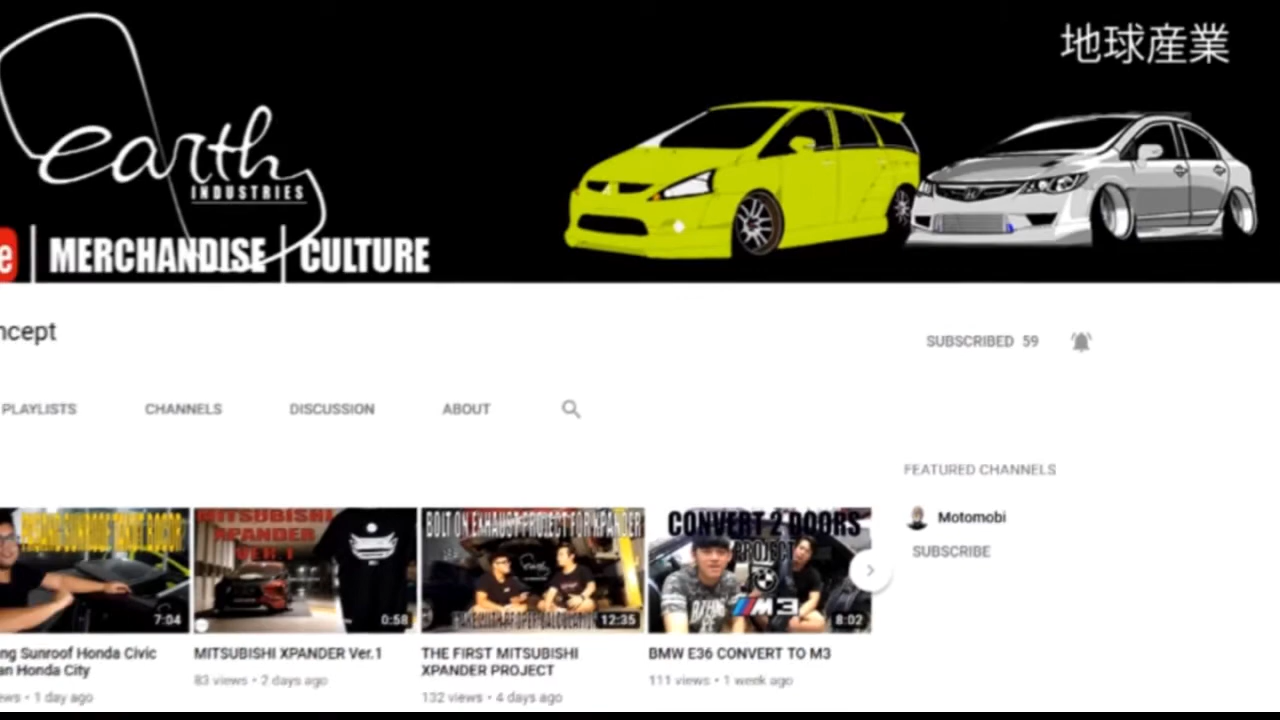 地球産業
earth
INDUSTRIES
e | MERCHANDISE | CULTURE
ncept
SUBSCRIBED 59
PLAYLISTS CHANNELS DISCUSSION ABOUT
FEATURED CHANNELS
Motomobi
SUBSCRIBE
MITSUBISHI
XPANDER
VER.1
BOLT ON EXHAUST PROJECT FOR XPANDER
CONVERT 2 DOORS
PROJECT
M3
7:04
0:58
12:35
8:02
ng Sunroof Honda Civic
an Honda City
ews • 1 day ago
MITSUBISHI XPANDER Ver.1
83 views • 2 days ago
THE FIRST MITSUBISHI
XPANDER PROJECT
132 views • 4 days ago
BMW E36 CONVERT TO M3
111 views • 1 week ago